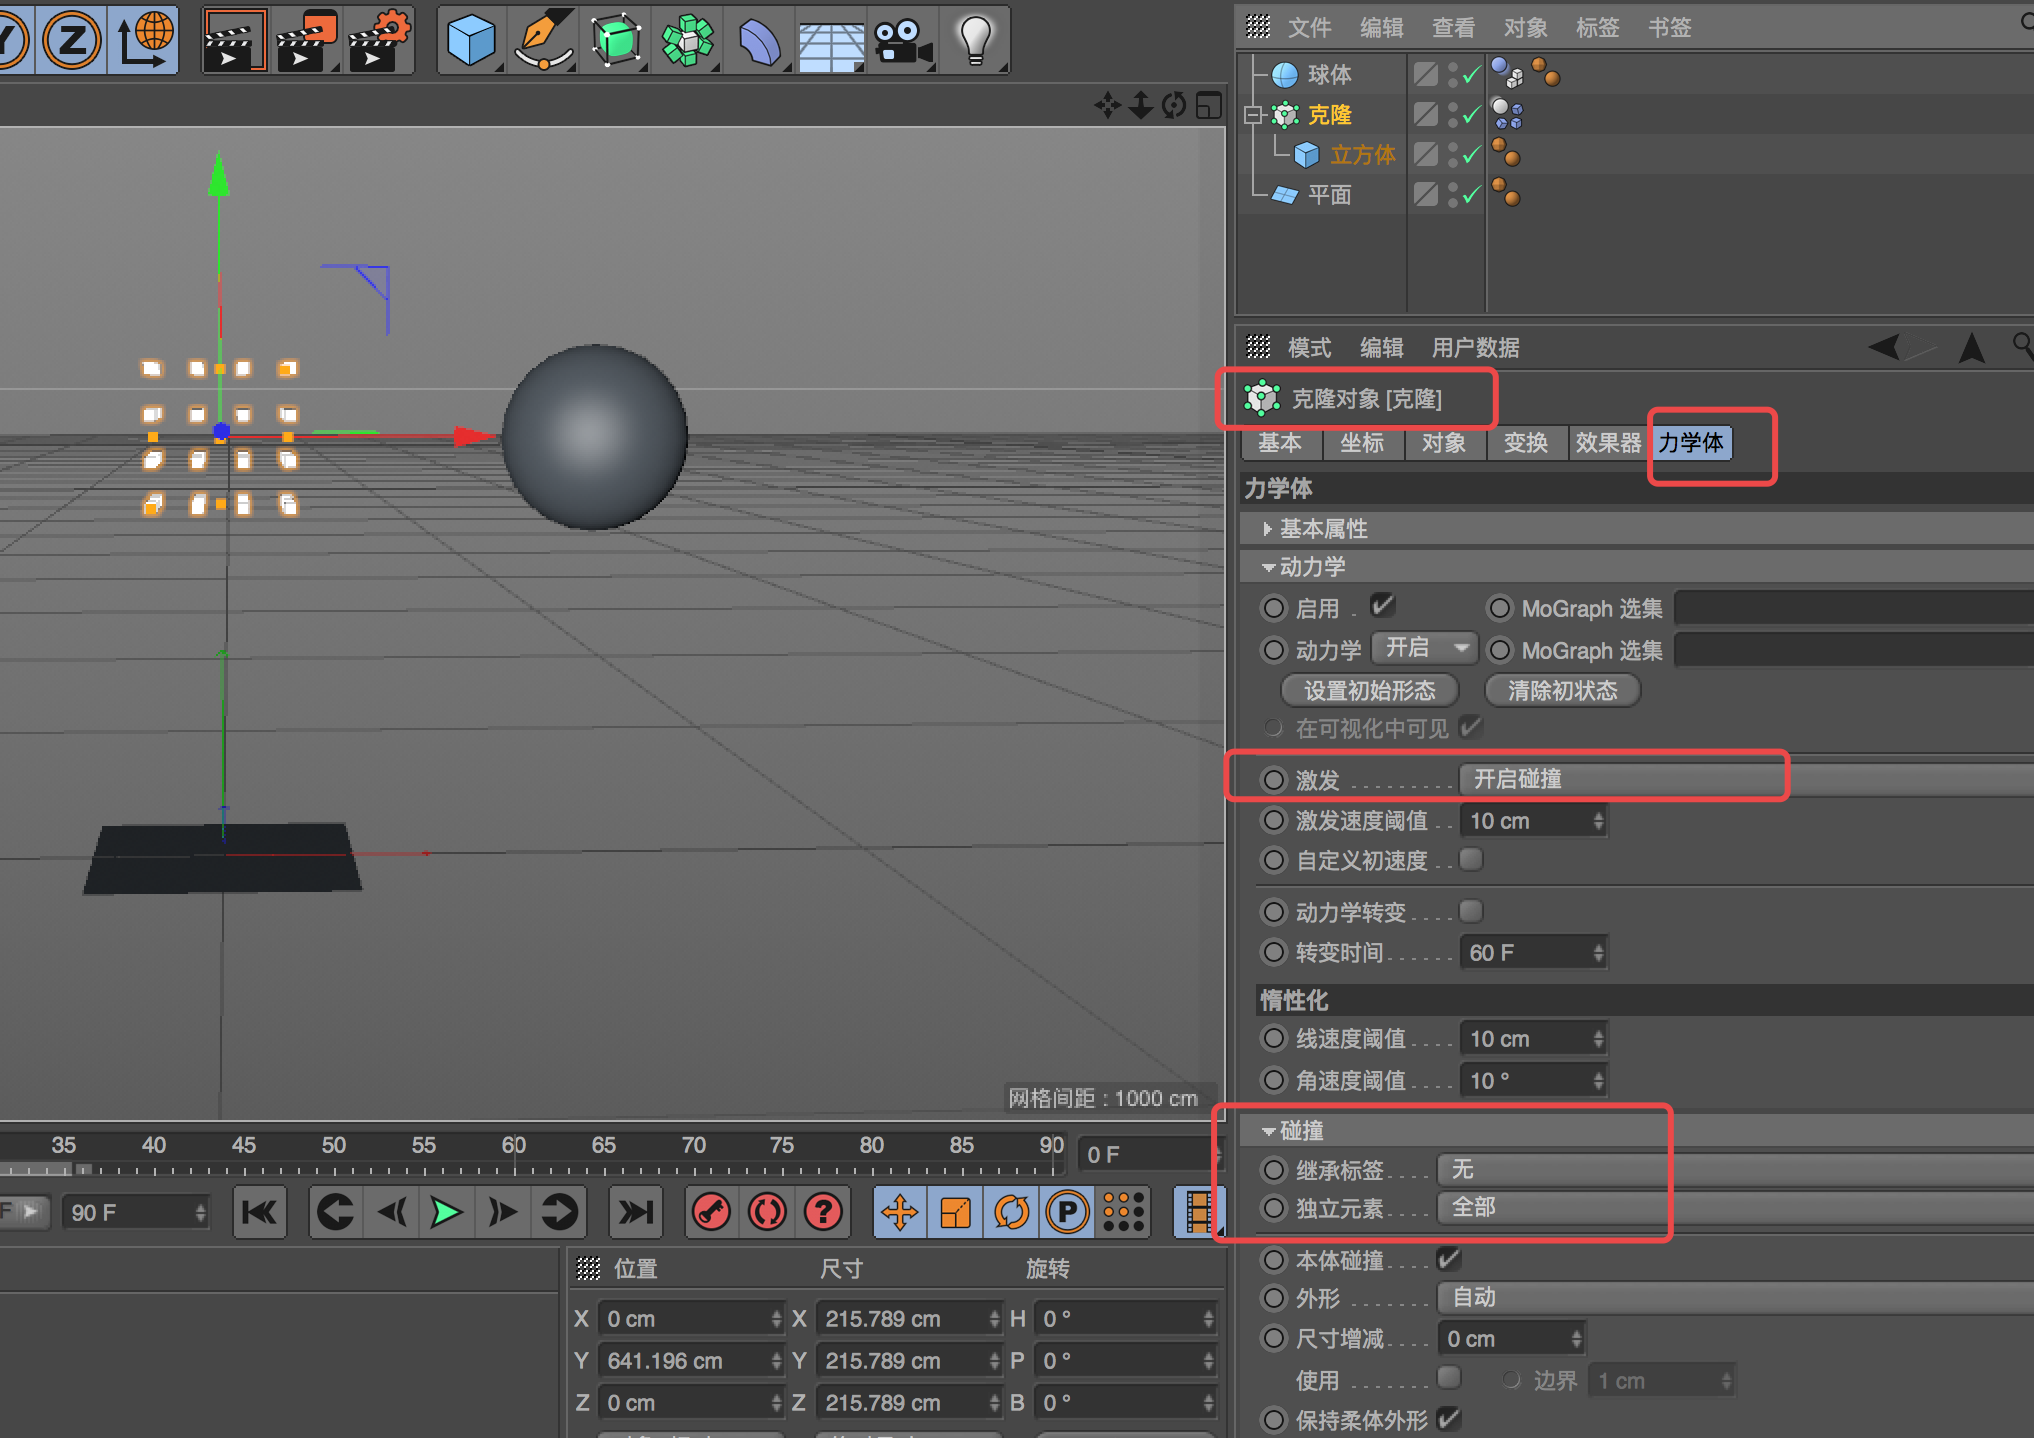 Y Z
文件 编辑 查看 对象 标签 书签
球体
克隆
立方体
平面
模式 编辑 用户数据
克隆对象 [克隆]
基本 坐标 对象 变换 效果器 力学体
力学体
基本属性
动力学
启用 . MoGraph 选集
动力学 开启 MoGraph 选集
设置初始形态 清除初状态
在可视化中可见
激发 . . . . . . . . . 开启碰撞
激发速度阈值 . . 10 cm
自定义初速度 . .
动力学转变 . . . .
转变时间 . . . . . . 60 F
惰性化
线速度阈值 . . . . 10 cm
角速度阈值 . . . . 10 °
碰撞
继承标签 . . . . 无
独立元素 . . . . 全部
本体碰撞 . . . .
外形 . . . . . . . . 自动
尺寸增减 . . . . 0 cm
使用 . . . . . . . . 边界 1 cm
保持柔体外形
网格间距 : 1000 cm
35 40 45 50 55 60 65 70 75 80 85 90 0 F
F 90 F ? P
位置 尺寸 旋转
X 0 cm X 215.789 cm H 0 °
Y 641.196 cm Y 215.789 cm P 0 °
Z 0 cm Z 215.789 cm B 0 °